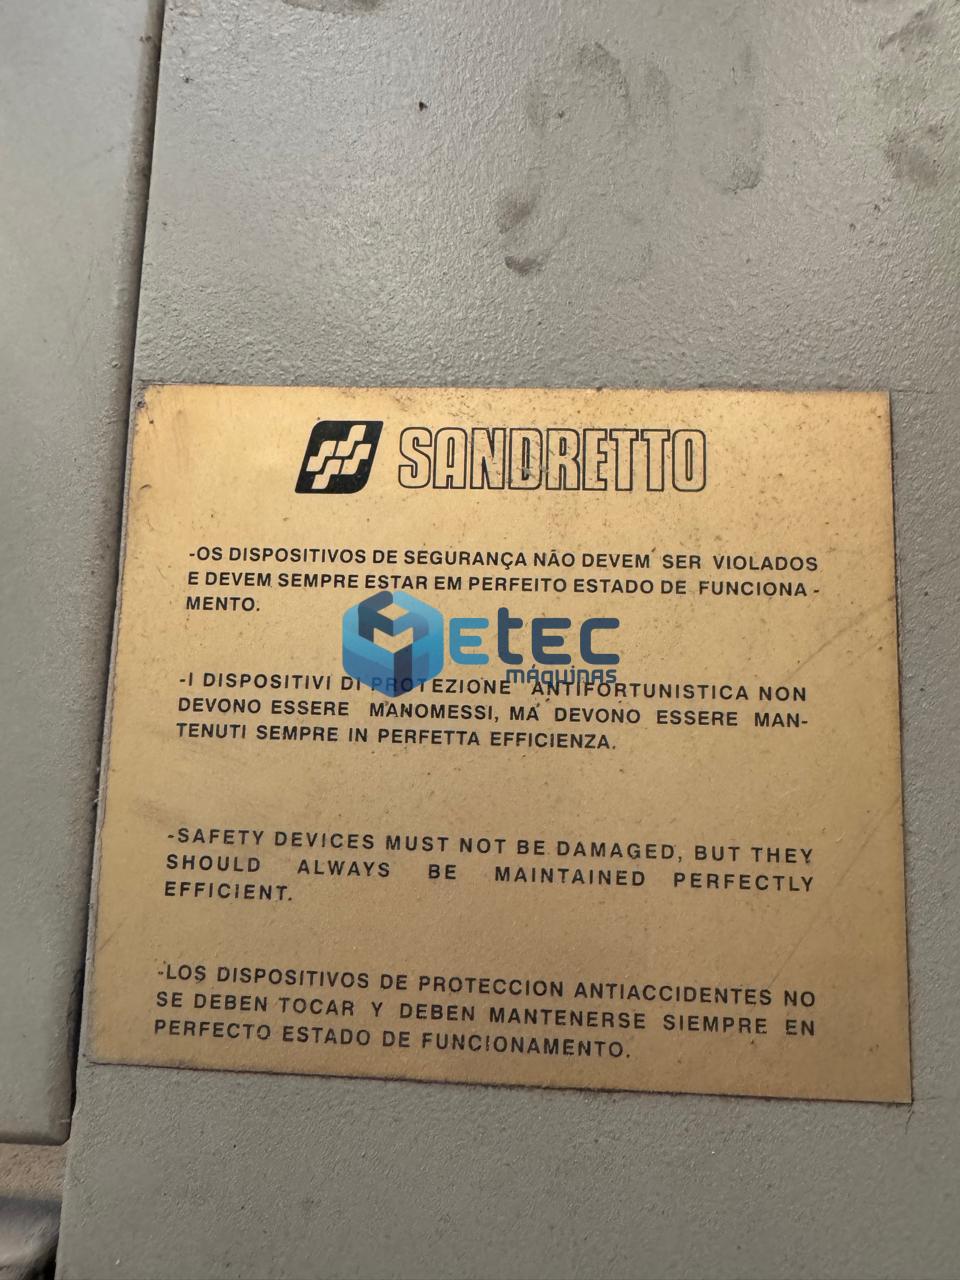 SANDRETTO
-OS DISPOSITIVOS DE SEGURANÇA NÃO DEVEM SER VIOLADOS
E DEVEM SEMPRE ESTAR EM PERFEITO ESTADO DE FUNCIONA-
MENTO.
etec
MÁQUINAS
-I DISPOSITIVI DI PROTEZIONE ANTIFORTUNISTICA NON
DEVONO ESSERE MANOMESSI, MA DEVONO ESSERE MAN-
TENUTI SEMPRE IN PERFETTA EFFICIENZA.
-SAFETY DEVICES MUST NOT BE DAMAGED, BUT THEY
SHOULD ALWAYS BE MAINTAINED PERFECTLY
EFFICIENT.
-LOS DISPOSITIVOS DE PROTECCION ANTIACCIDENTES NO
SE DEBEN TOCAR Y DEBEN MANTENERSE SIEMPRE EN
PERFECTO ESTADO DE FUNCIONAMENTO.